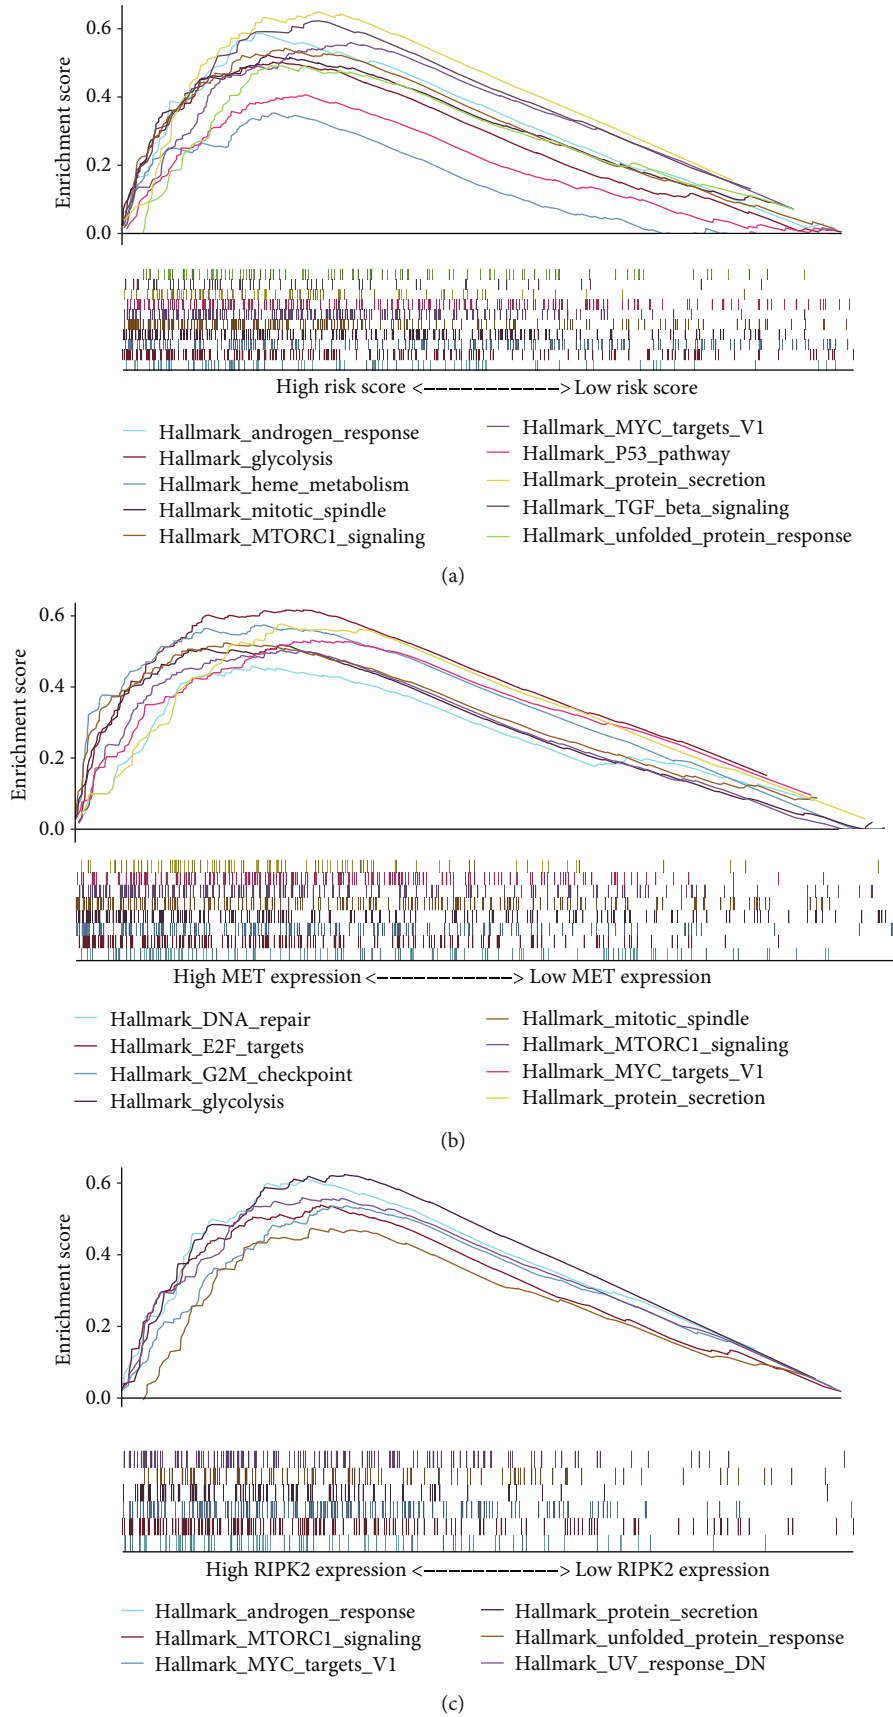 0.6
0.4
0.2
0.0
Enrichment score
High risk score <------------> Low risk score
Hallmark_androgen_response
Hallmark_glycolysis
Hallmark_heme_metabolism
Hallmark_mitotic_spindle
Hallmark_MTORC1_signaling
Hallmark_MYC_targets_V1
Hallmark_P53_pathway
Hallmark_protein_secretion
Hallmark_TGF_beta_signaling
Hallmark_unfolded_protein_response
(a)
0.6
0.4
0.2
0.0
Enrichment score
High MET expression <------------> Low MET expression
Hallmark_DNA_repair
Hallmark_E2F_targets
Hallmark_G2M_checkpoint
Hallmark_glycolysis
Hallmark_mitotic_spindle
Hallmark_MTORC1_signaling
Hallmark_MYC_targets_V1
Hallmark_protein_secretion
(b)
0.6
0.4
0.2
0.0
Enrichment score
High RIPK2 expression <------------> Low RIPK2 expression
Hallmark_androgen_response
Hallmark_MTORC1_signaling
Hallmark_MYC_targets_V1
Hallmark_protein_secretion
Hallmark_unfolded_protein_response
Hallmark_UV_response_DN
(c)